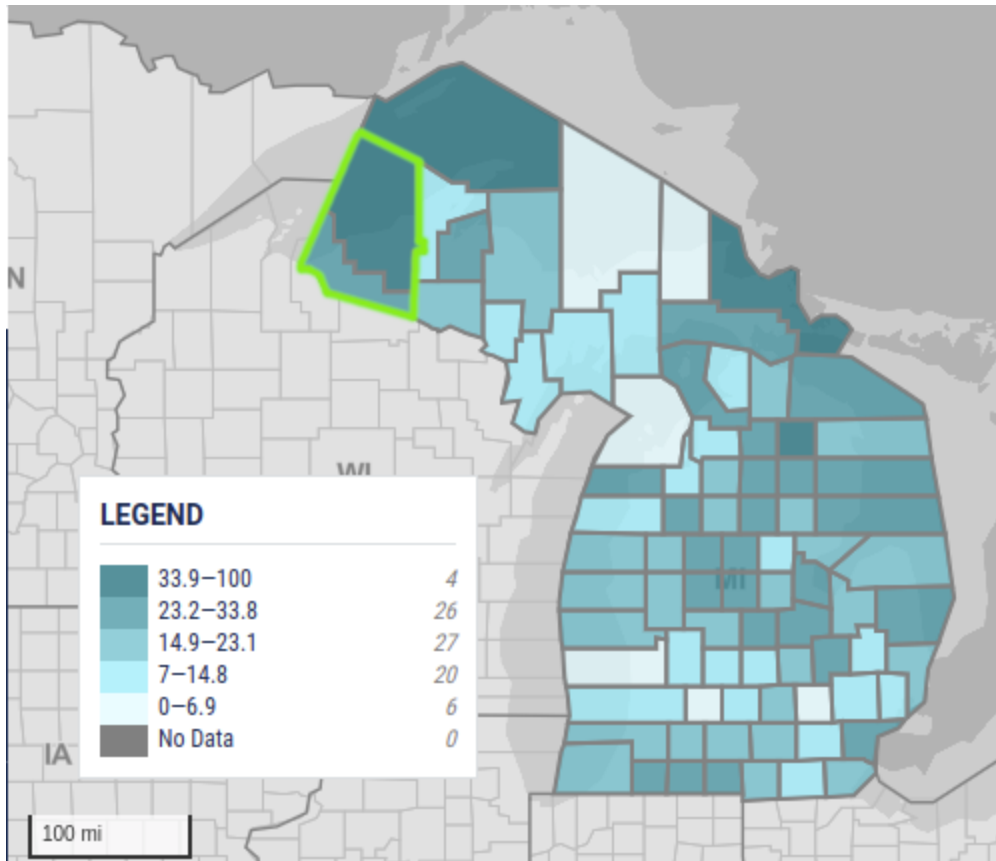 N
WI
LEGEND
33.9–100 4
23.2–33.8 26
14.9–23.1 27
7–14.8 20
0–6.9 6
No Data 0
MI
IA
100 mi